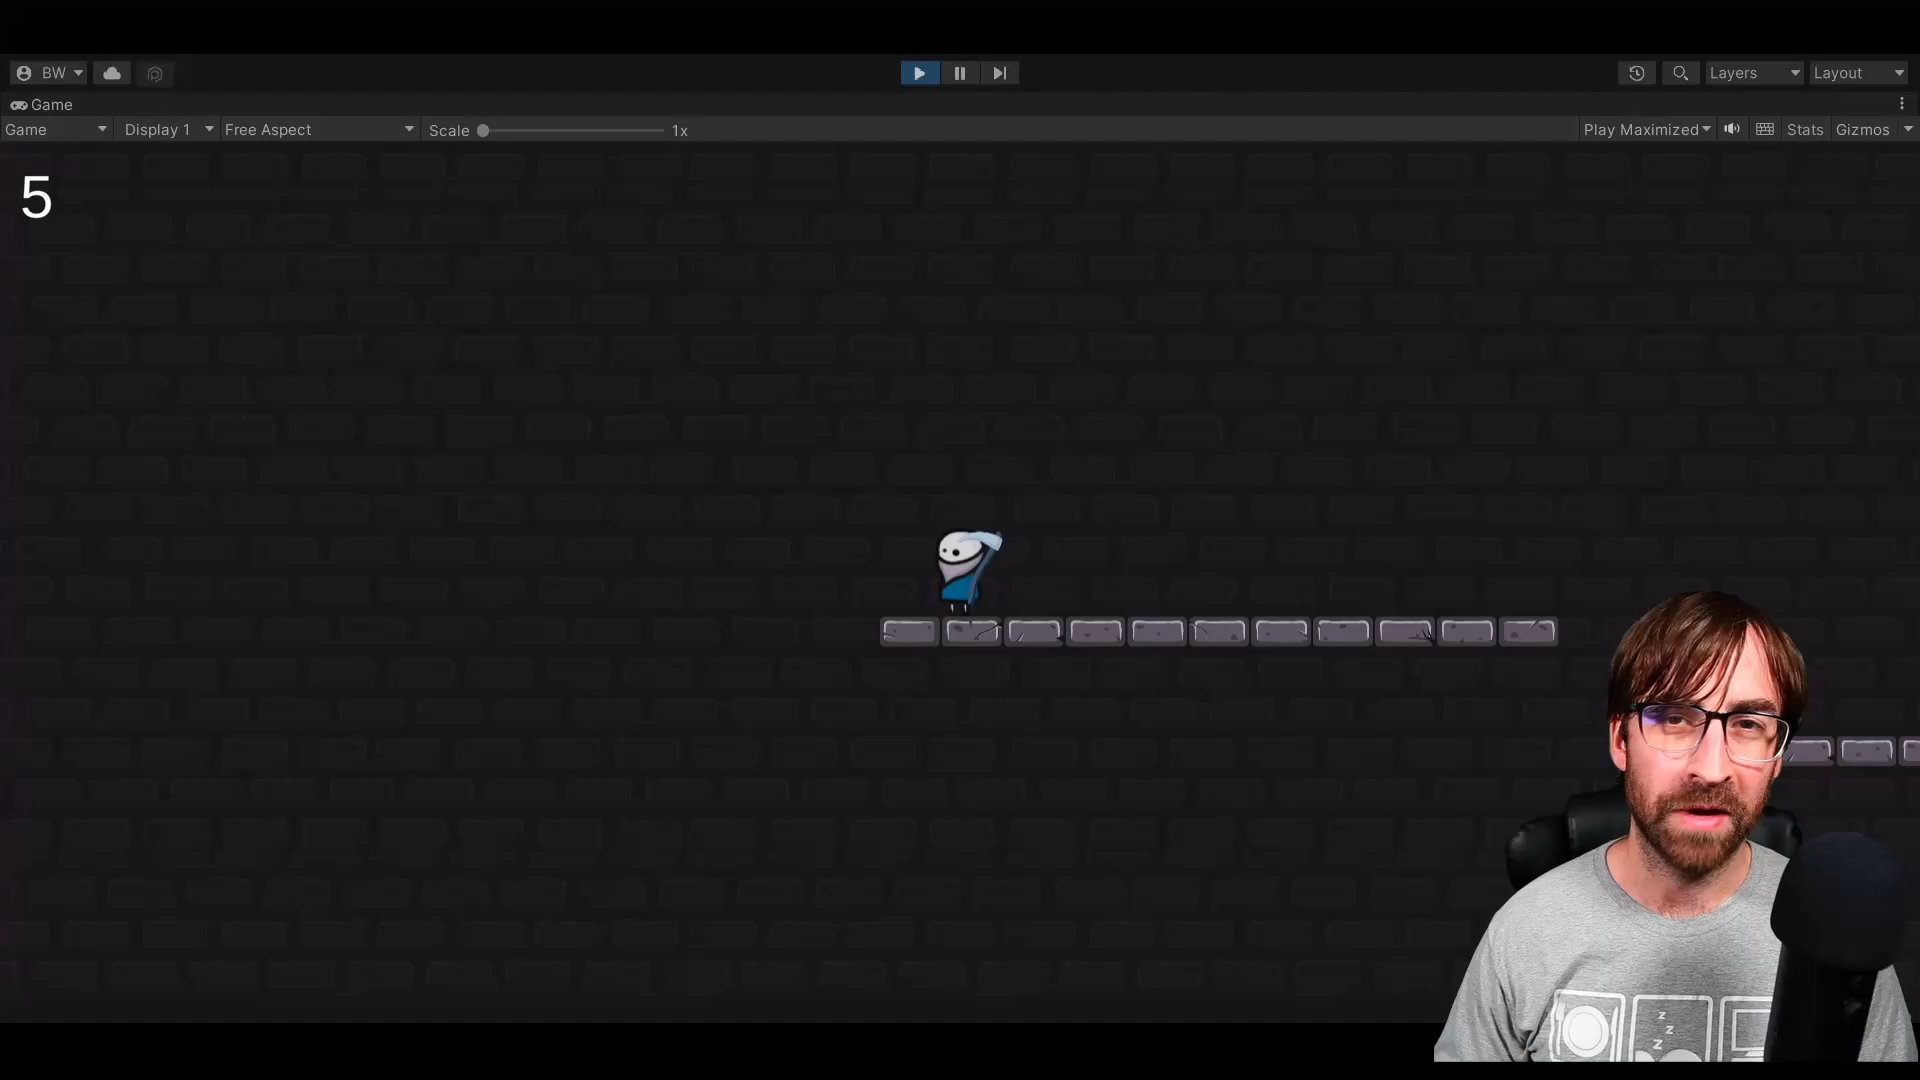 BW
Layers
Layout
Game
Game
Display 1
Free Aspect
Scale
1x
Play Maximized
Stats
Gizmos
5
z
z
z